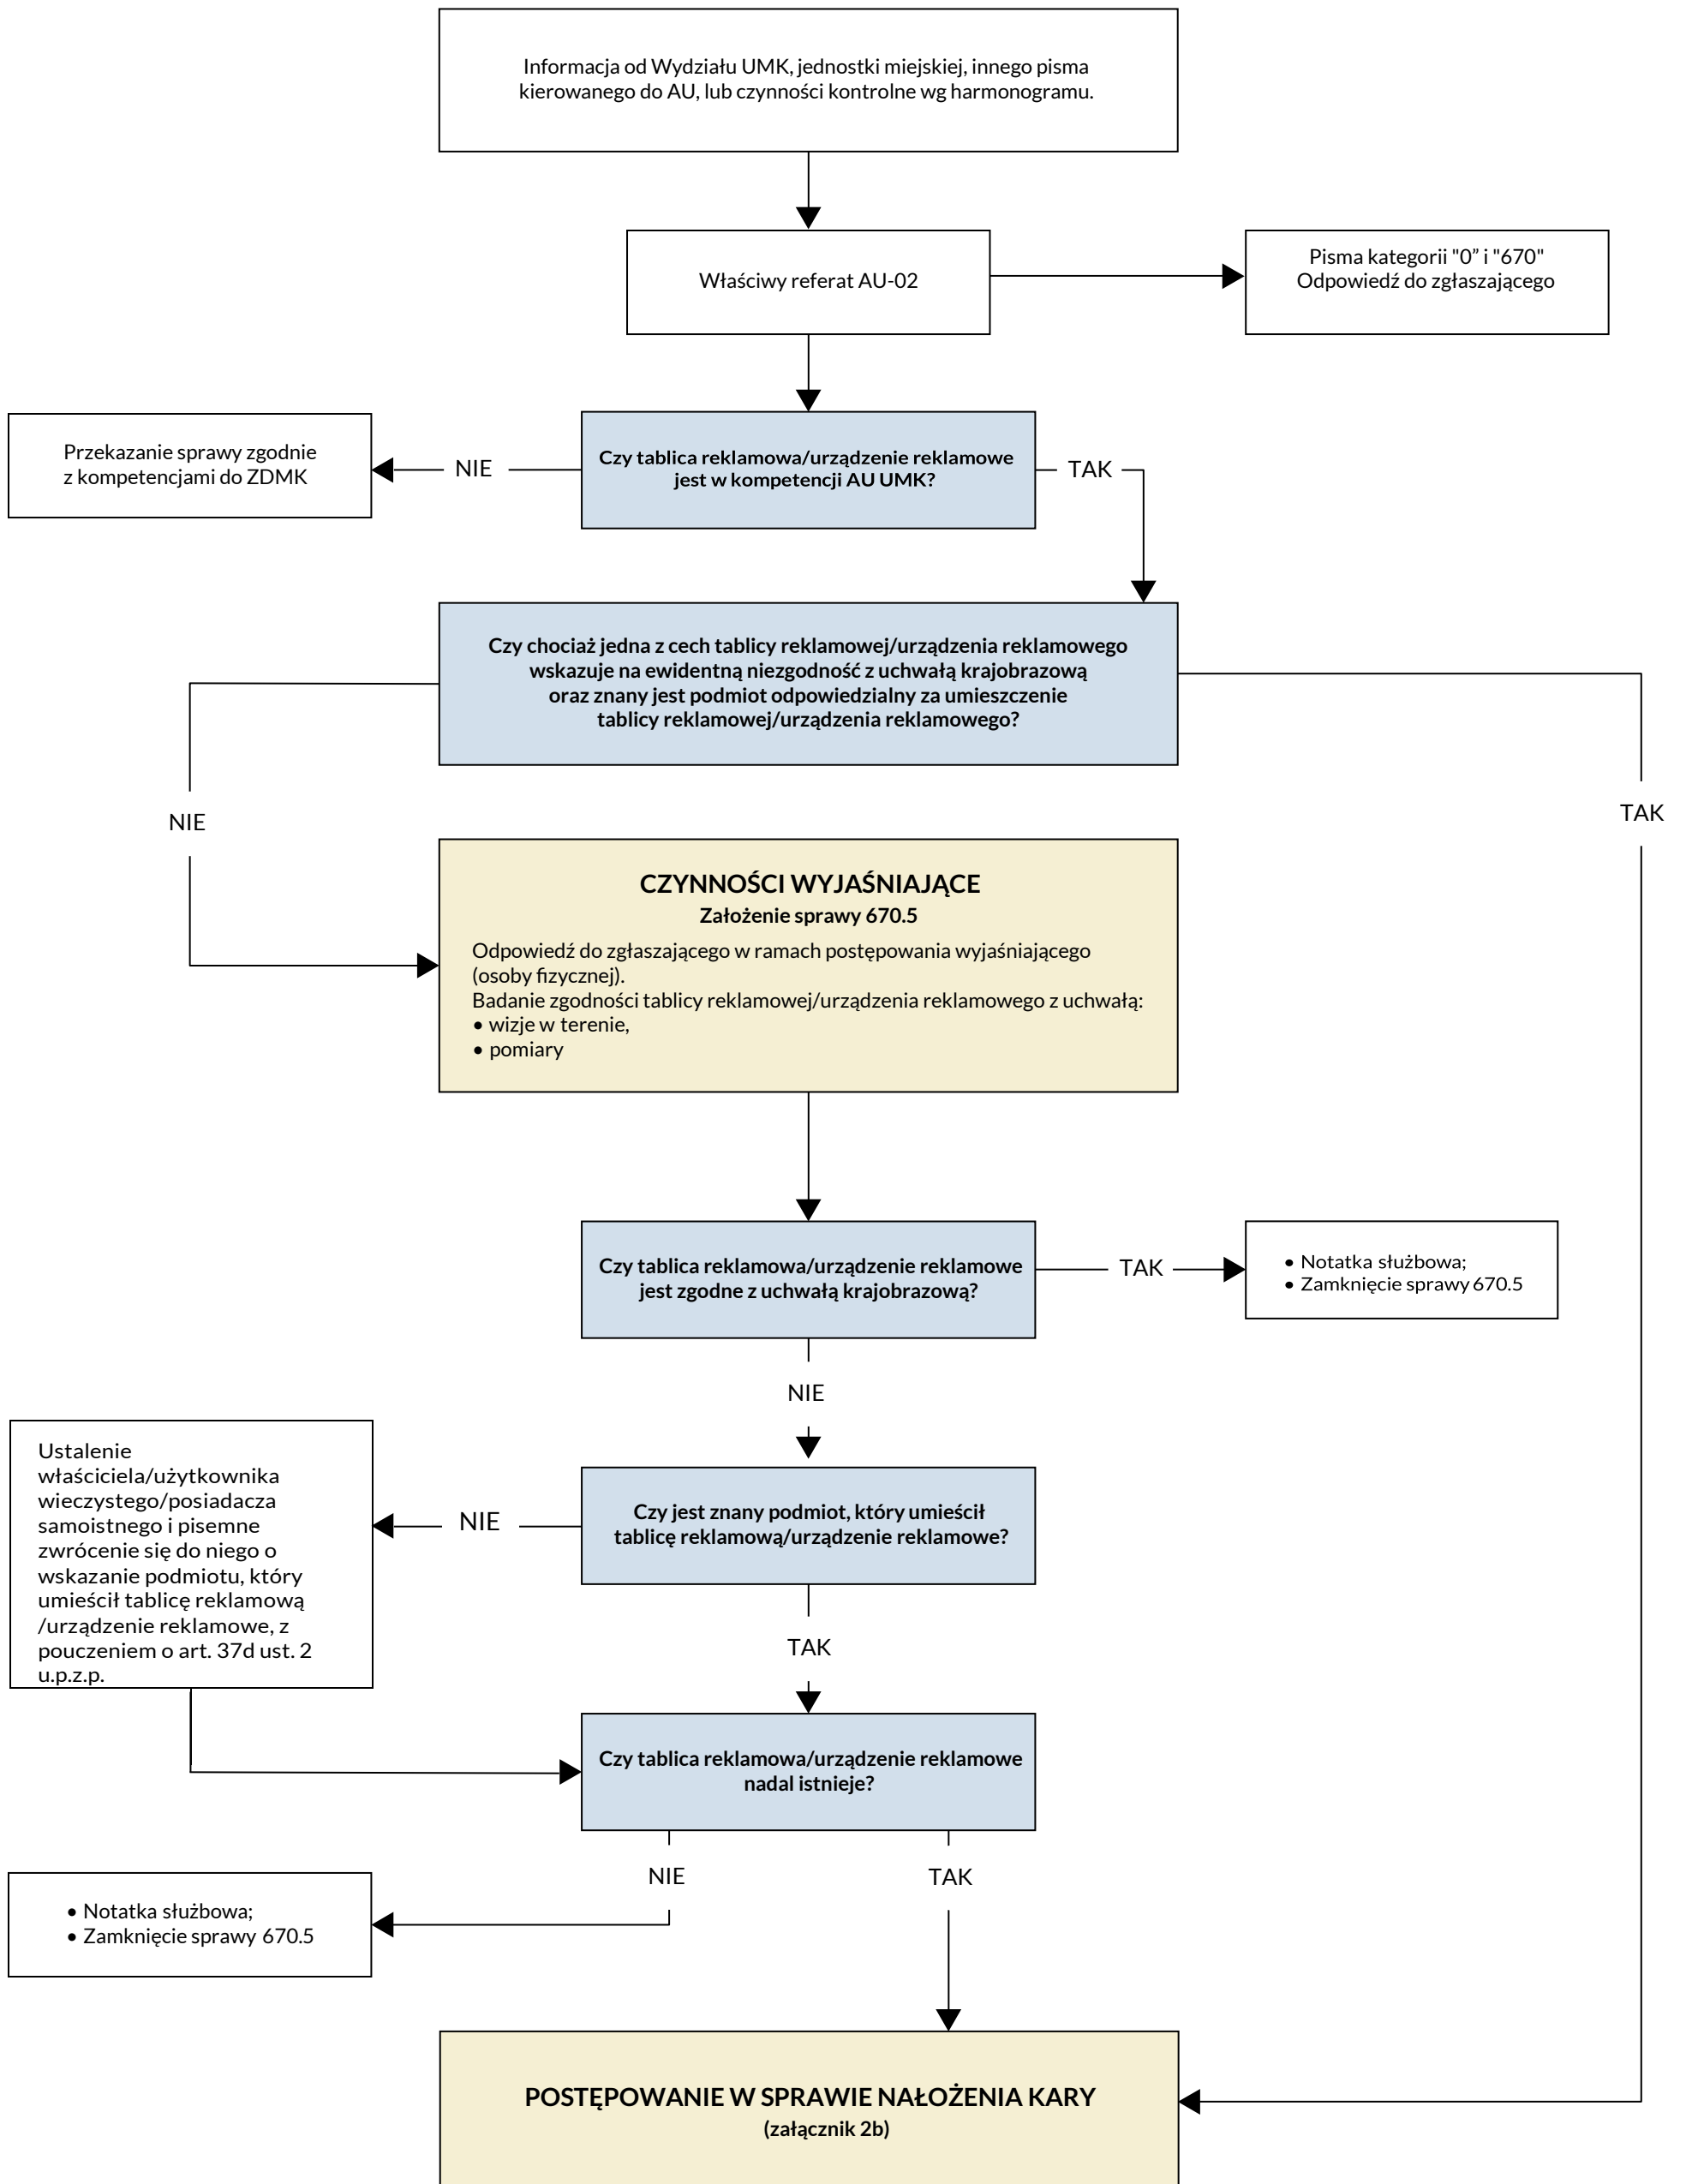 Informacja od Wydziału UMK, jednostki miejskiej, innego pisma
kierowanego do AU, lub czynności kontrolne wg harmonogramu.
Właściwy referat AU-02
Pisma kategorii "0” i "670"
Odpowiedź do zgłaszającego
Przekazanie sprawy zgodnie
z kompetencjami do ZDMK
NIE
Czy tablica reklamowa/urządzenie reklamowe
jest w kompetencji AU UMK?
TAK
Czy chociaż jedna z cech tablicy reklamowej/urządzenia reklamowego
wskazuje na ewidentną niezgodność z uchwałą krajobrazową
oraz znany jest podmiot odpowiedzialny za umieszczenie
tablicy reklamowej/urządzenia reklamowego?
NIE
TAK
CZYNNOŚCI WYJAŚNIAJĄCE
Założenie sprawy 670.5
Odpowiedź do zgłaszającego w ramach postępowania wyjaśniającego
(osoby fizycznej).
Badanie zgodności tablicy reklamowej/urządzenia reklamowego z uchwałą:
• wizje w terenie,
• pomiary
Czy tablica reklamowa/urządzenie reklamowe
jest zgodne z uchwałą krajobrazową?
TAK
• Notatka służbowa;
• Zamknięcie sprawy 670.5
NIE
Ustalenie
właściciela/użytkownika
wieczystego/posiadacza
samoistnego i pisemne
zwrócenie się do niego o
wskazanie podmiotu, który
umieścił tablicę reklamową
/urządzenie reklamowe, z
pouczeniem o art. 37d ust. 2
u.p.z.p.
NIE
Czy jest znany podmiot, który umieścił
tablicę reklamową/urządzenie reklamowe?
TAK
Czy tablica reklamowa/urządzenie reklamowe
nadal istnieje?
NIE
TAK
• Notatka służbowa;
• Zamknięcie sprawy 670.5
POSTĘPOWANIE W SPRAWIE NAŁOŻENIA KARY
(załącznik 2b)